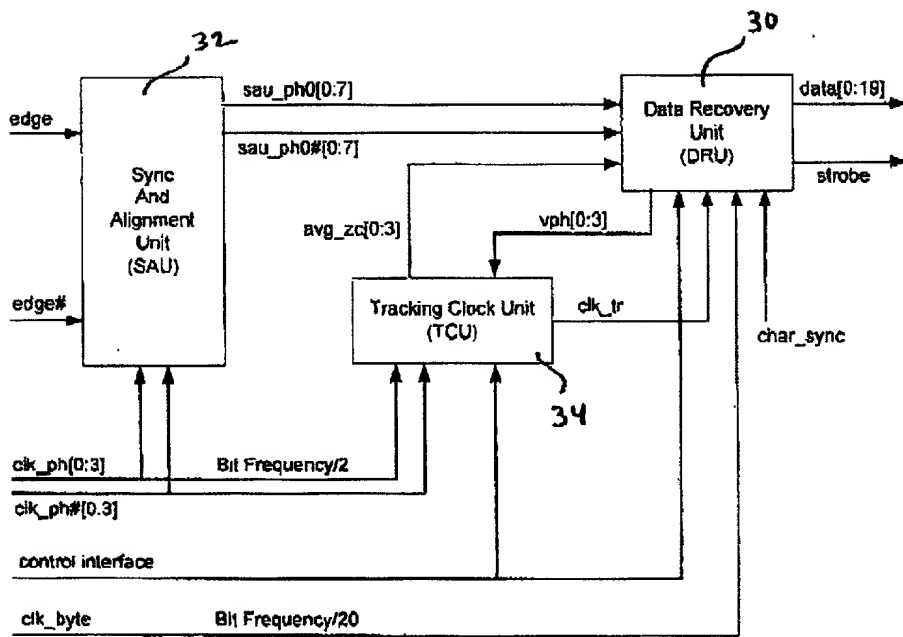 32
30
edge
sau_ph0[0:7]
sau_ph0#[0:7]
Sync
And
Alignment
Unit
(SAU)
Data Recovery
Unit
(DRU)
data[0:19]
strobe
avg_zc[0:3]
vph[0:3]
edge#
Tracking Clock Unit
(TCU)
clk_tr
char_sync
34
clk_ph[0:3]
Bit Frequency/2
clk_ph#[0.3]
control interface
clk_byte
Bit Frequency/20